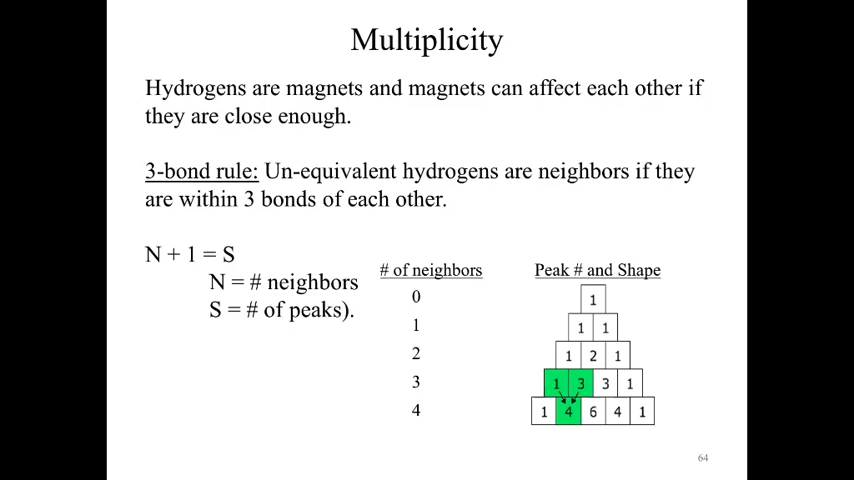 Multiplicity
Hydrogens are magnets and magnets can affect each other if
they are close enough.
3-bond rule: Un-equivalent hydrogens are neighbors if they
are within 3 bonds of each other.
N + 1 = S
N = # neighbors
S = # of peaks).
# of neighbors
0
1
2
3
4
Peak # and Shape
1
1 1
1 2 1
1 3 3 1
1 4 6 4 1
64